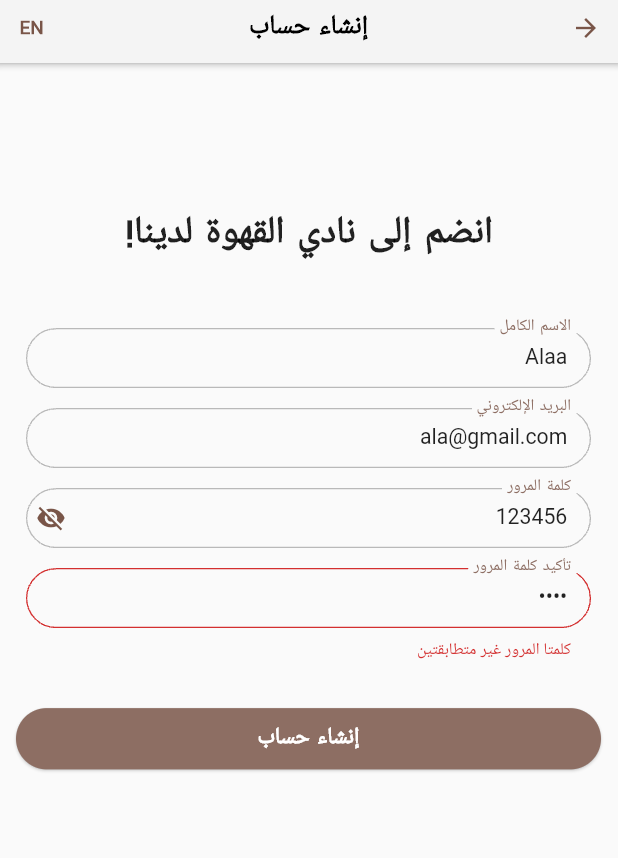 EN
إنشاء حساب
انضم إلى نادي القهوة لدينا!
الاسم الكامل
Alaa
البريد الإلكتروني
ala@gmail.com
كلمة المرور
123456
تأكيد كلمة المرور
••••
كلمتا المرور غير متطابقتين
إنشاء حساب